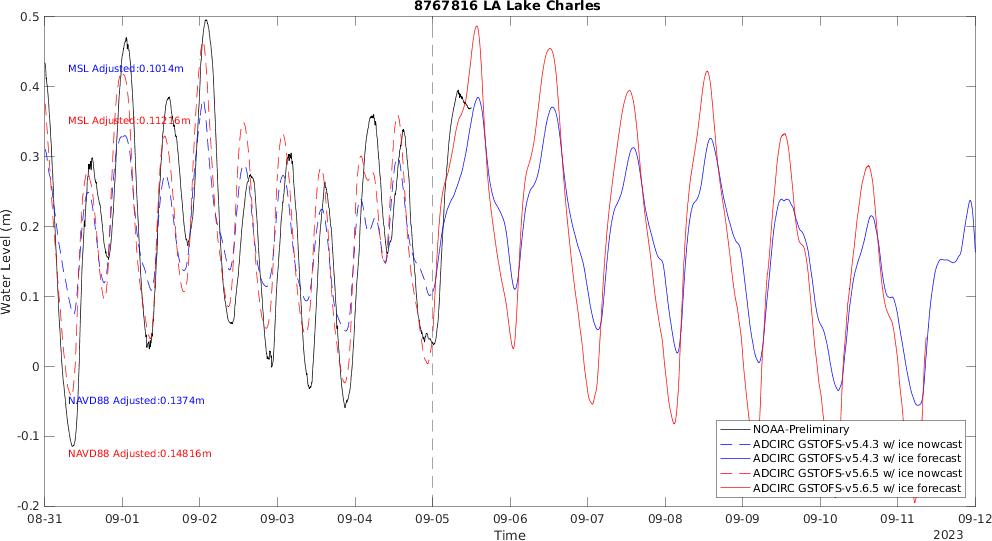 8767816 LA Lake Charles
0.5
0.4
0.3
0.2
0.1
0
-0.1
-0.2
Water Level (m)
MSL Adjusted:0.1014m
MSL Adjusted:0.11216m
NAVD88 Adjusted:0.1374m
NAVD88 Adjusted:0.14816m
NOAA-Preliminary
ADCIRC GSTOFS-v5.4.3 w/ ice nowcast
ADCIRC GSTOFS-v5.4.3 w/ ice forecast
ADCIRC GSTOFS-v5.6.5 w/ ice nowcast
ADCIRC GSTOFS-v5.6.5 w/ ice forecast
08-31 09-01 09-02 09-03 09-04 09-05 09-06 09-07 09-08 09-09 09-10 09-11 09-12
Time
2023